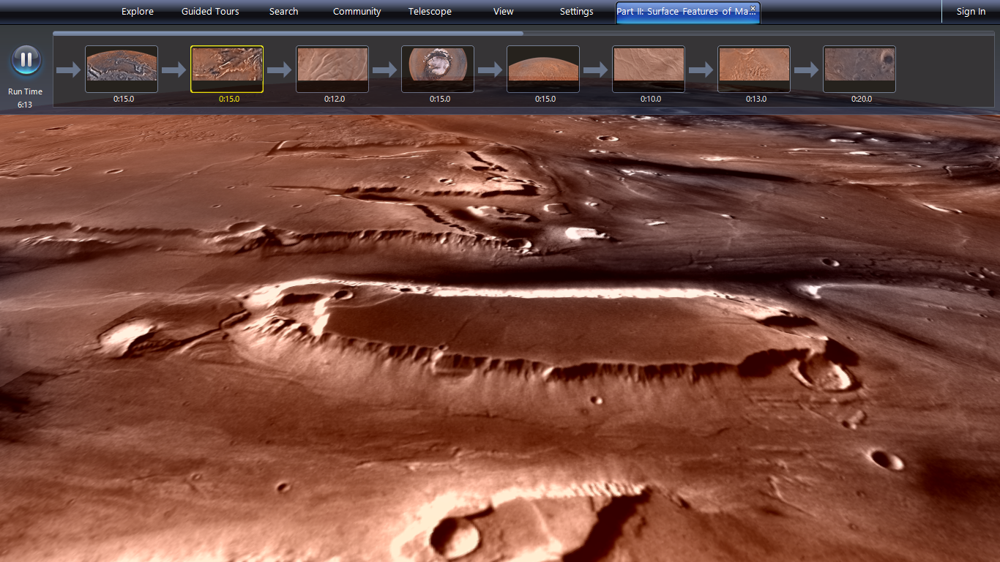 Explore Guided Tours Search Community Telescope View Settings Part II: Surface Features of Ma... Sign In
Run Time
6:13
0:15.0 0:15.0 0:12.0 0:15.0 0:15.0 0:10.0 0:13.0 0:20.0